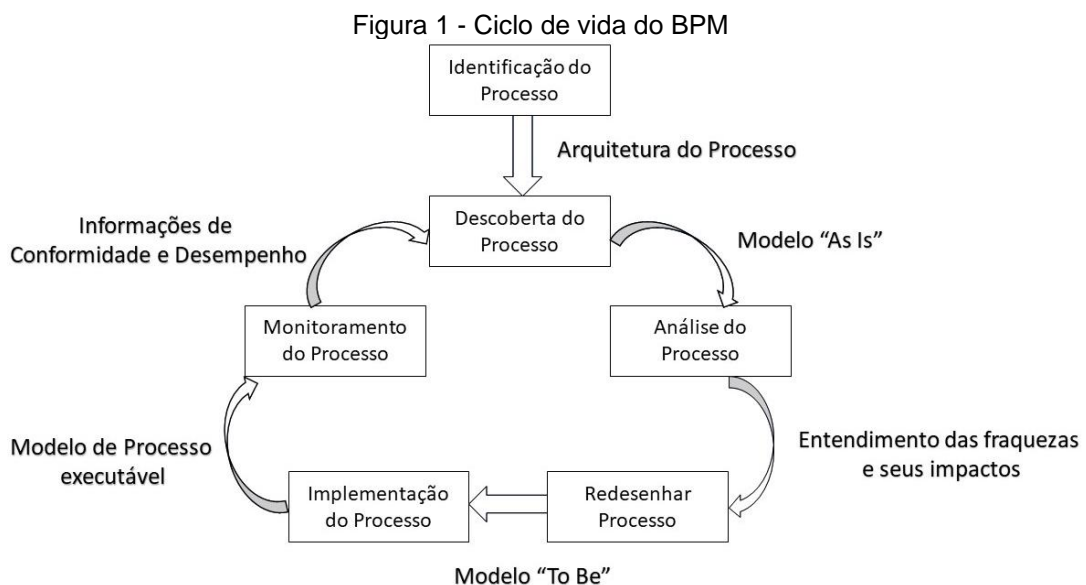 Figura 1 - Ciclo de vida do BPM
Identificação do
Processo
Arquitetura do Processo
Descoberta do
Processo
Informações de
Conformidade e Desempenho
Modelo “As Is”
Monitoramento
do Processo
Análise do
Processo
Modelo de Processo
executável
Entendimento das fraquezas
e seus impactos
Implementação
do Processo
Redesenhar
Processo
Modelo “To Be”